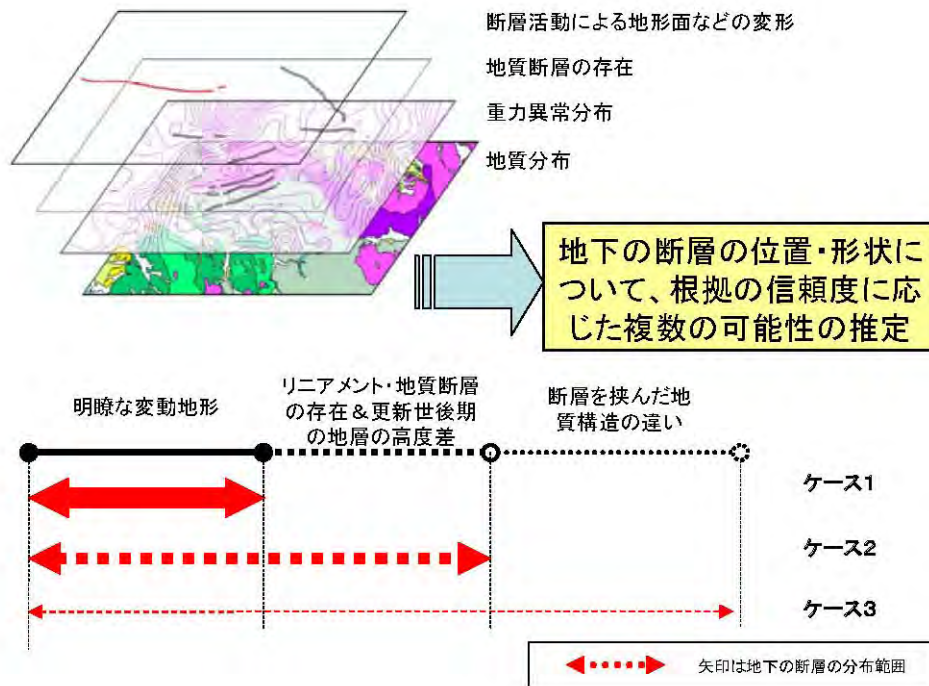 断層活動による地形面などの変形
地質断層の存在
重力異常分布
地質分布
地下の断層の位置・形状に
ついて、根拠の信頼度に応
じた複数の可能性の推定
明瞭な変動地形
リニアメント・地質断層
の存在＆更新世後期
の地層の高度差
断層を挟んだ地
質構造の違い
ケース1
ケース2
ケース3
矢印は地下の断層の分布範囲